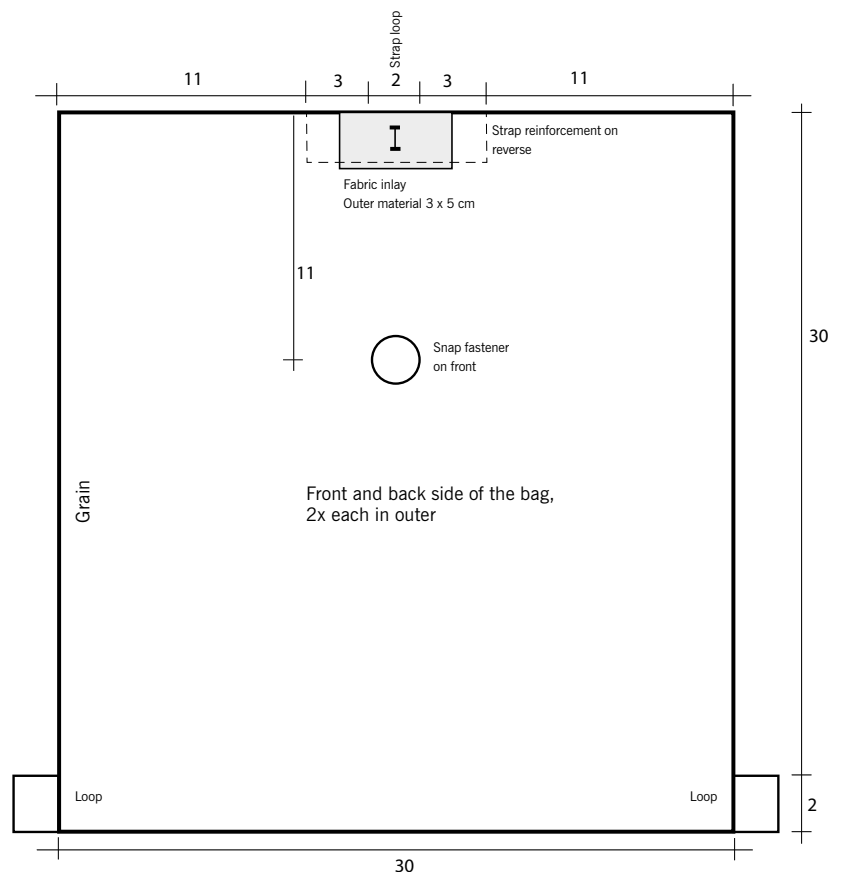 Strap loop
11 3 2 3 11
Strap reinforcement on
reverse
Fabric inlay
Outer material 3 x 5 cm
11
30
Snap fastener
on front
Grain
Front and back side of the bag,
2x each in outer
Loop
Loop
2
30